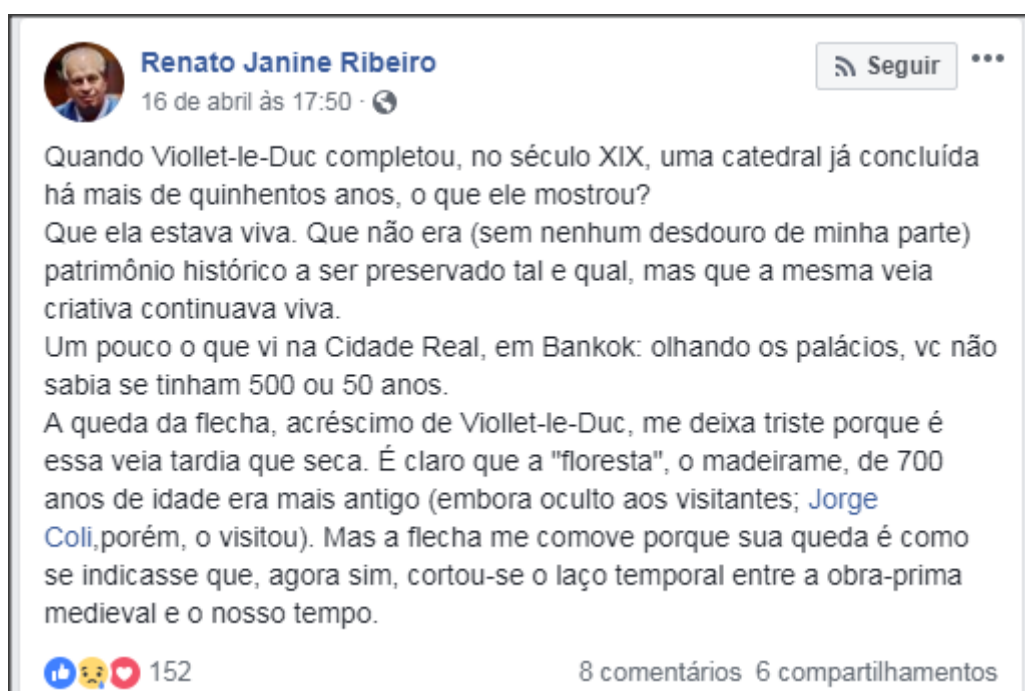 Renato Janine Ribeiro
Seguir
16 de abril às 17:50
Quando Viollet-le-Duc completou, no século XIX, uma catedral já concluída
há mais de quinhentos anos, o que ele mostrou?
Que ela estava viva. Que não era (sem nenhum desdouro de minha parte)
patrimônio histórico a ser preservado tal e qual, mas que a mesma veia
criativa continuava viva.
Um pouco o que vi na Cidade Real, em Bankok: olhando os palácios, vc não
sabia se tinham 500 ou 50 anos.
A queda da flecha, acréscimo de Viollet-le-Duc, me deixa triste porque é
essa veia tardia que seca. É claro que a "floresta", o madeirame, de 700
anos de idade era mais antigo (embora oculto aos visitantes; Jorge
Coli,porém, o visitou). Mas a flecha me comove porque sua queda é como
se indicasse que, agora sim, cortou-se o laço temporal entre a obra-prima
medieval e o nosso tempo.
152
8 comentários 6 compartilhamentos